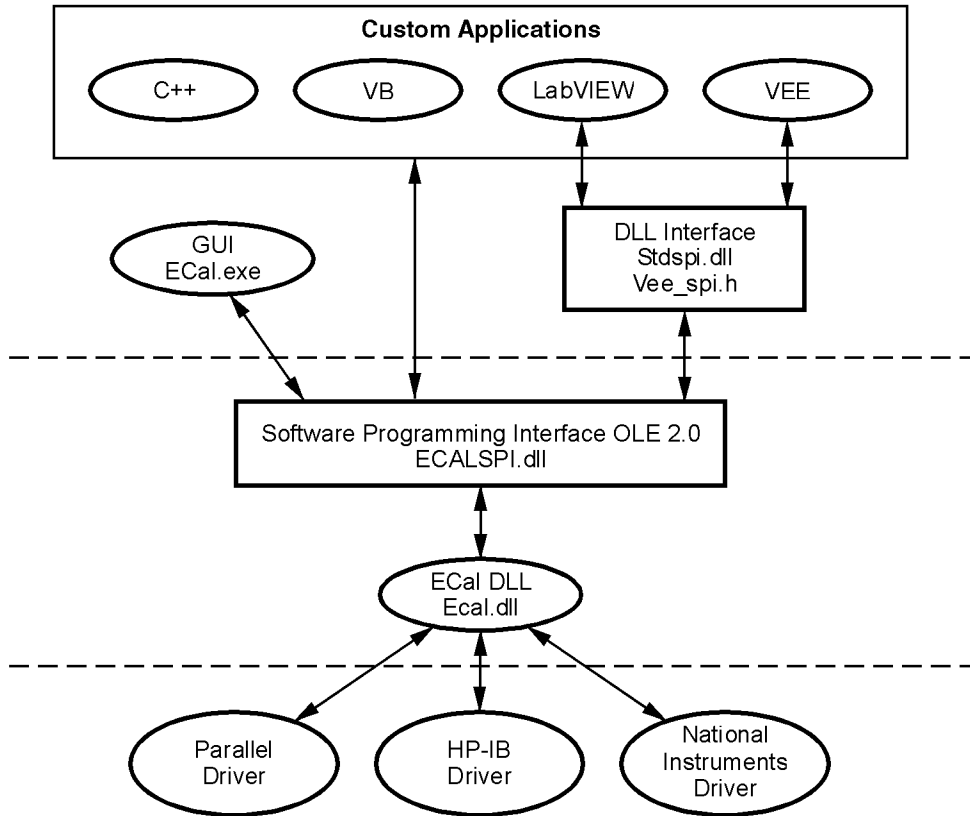 Custom Applications
C++
VB
LabVIEW
VEE
GUI
ECal.exe
DLL Interface
Stdspi.dll
Vee_spi.h
Software Programming Interface OLE 2.0
ECALSPI.dll
ECal DLL
Ecal.dll
Parallel
Driver
HP-IB
Driver
National
Instruments
Driver